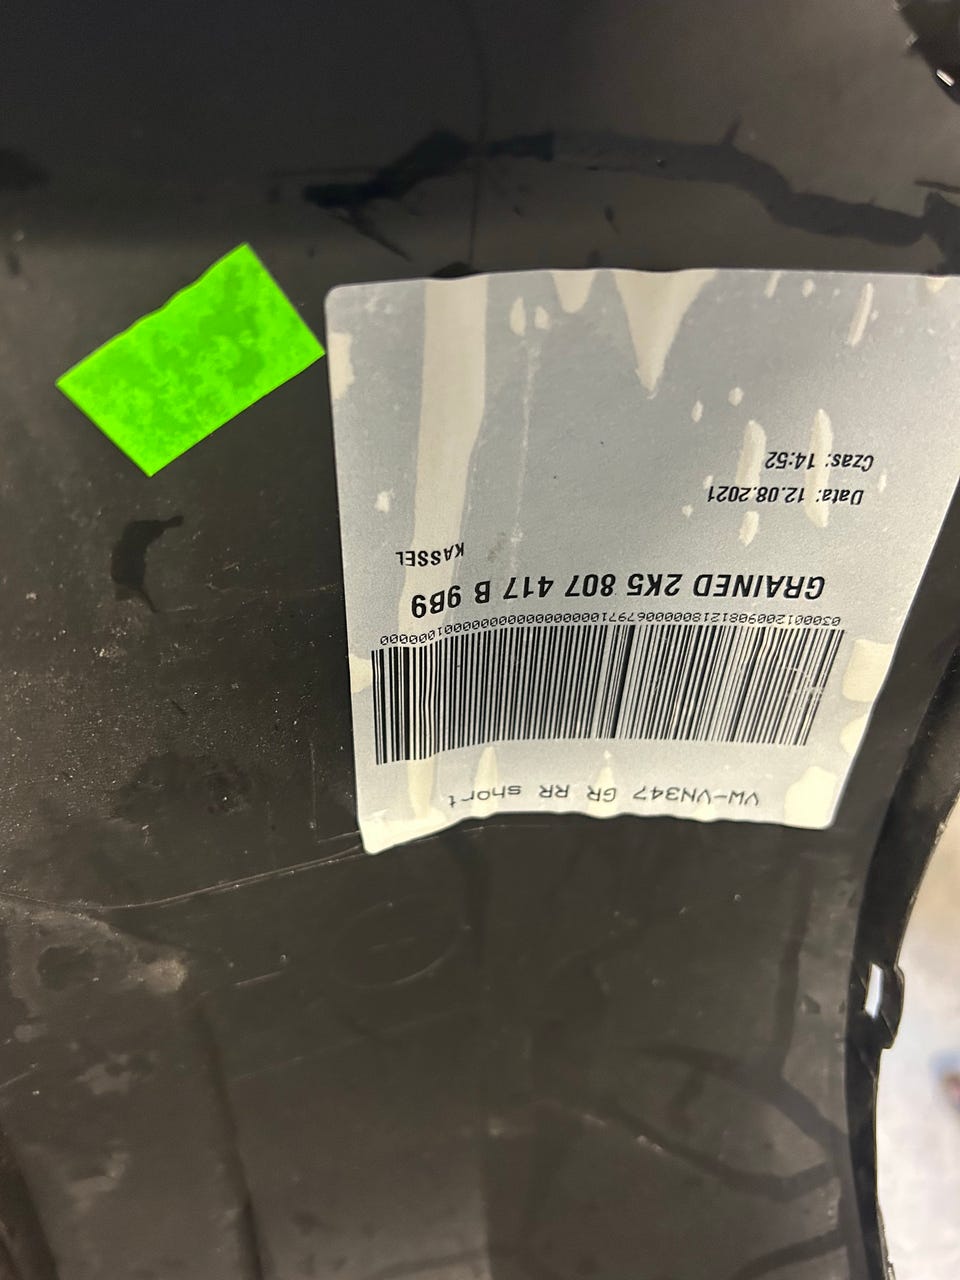 Czas: 14:52
Data: 12.08.2021
KASSEL
GRAINED 2K5 807 417 B 9B9
VW-VN347 GR RR short